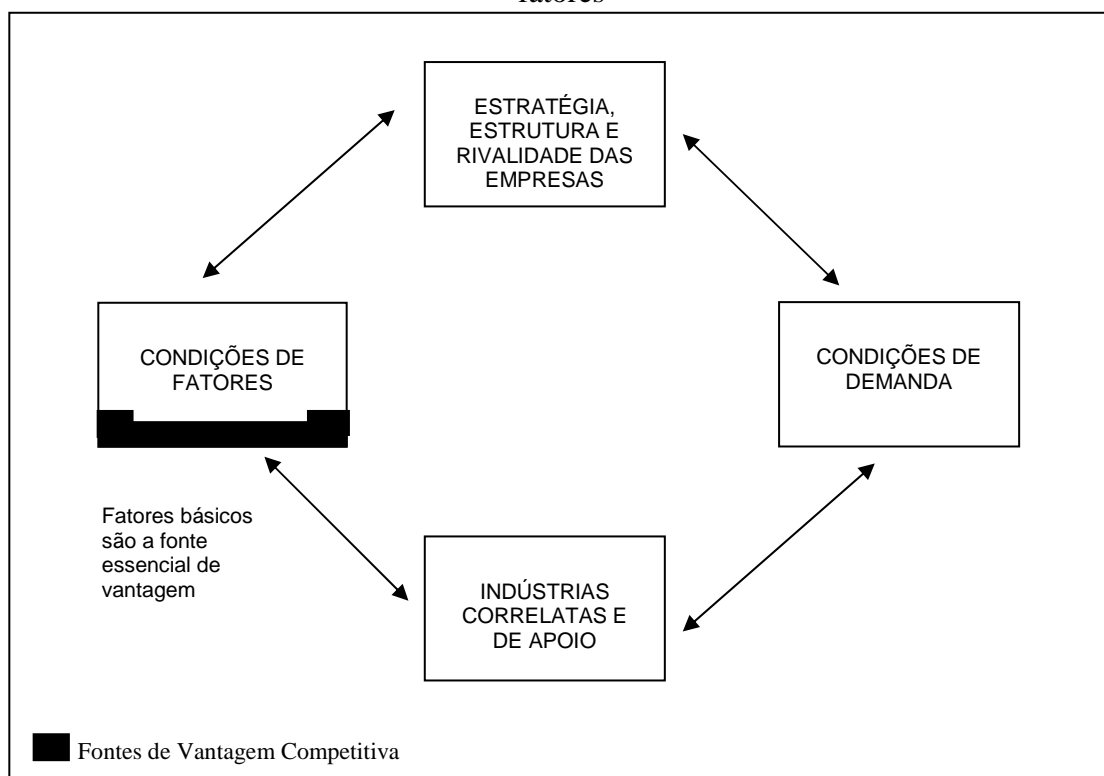 fatores
ESTRATÉGIA,
ESTRUTURA E
RIVALIDADE DAS
EMPRESAS
CONDIÇÕES DE
FATORES
CONDIÇÕES DE
DEMANDA
Fatores básicos
são a fonte
essencial de
vantagem
INDÚSTRIAS
CORRELATAS E
DE APOIO
Fontes de Vantagem Competitiva